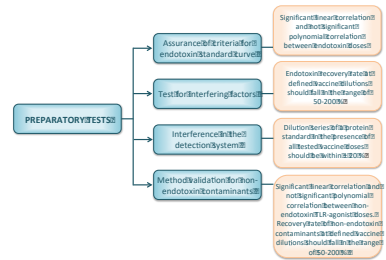 PREPARATORY TESTS
Assurance of criteria for
endotoxin standard curve
Significant linear correlation
and not significant
polynomial correlation
between endotoxin doses
Test for interfering factors
Endotoxin recovery rate at
defined vaccine dilutions
should fall in the range of
50-200%
Interference in the
detection system
Dilution series of a protein
standard in the presence of
all tested vaccine doses
should be within ± 20%
Method validation for non-
endotoxin contaminants
Significant linear correlation and
not significant polynomial
correlation between non-
endotoxin TLR-agonist doses.
Recovery rate of non-endotoxin
contaminants at defined vaccine
dilutions should fall in the range
of 50-200%